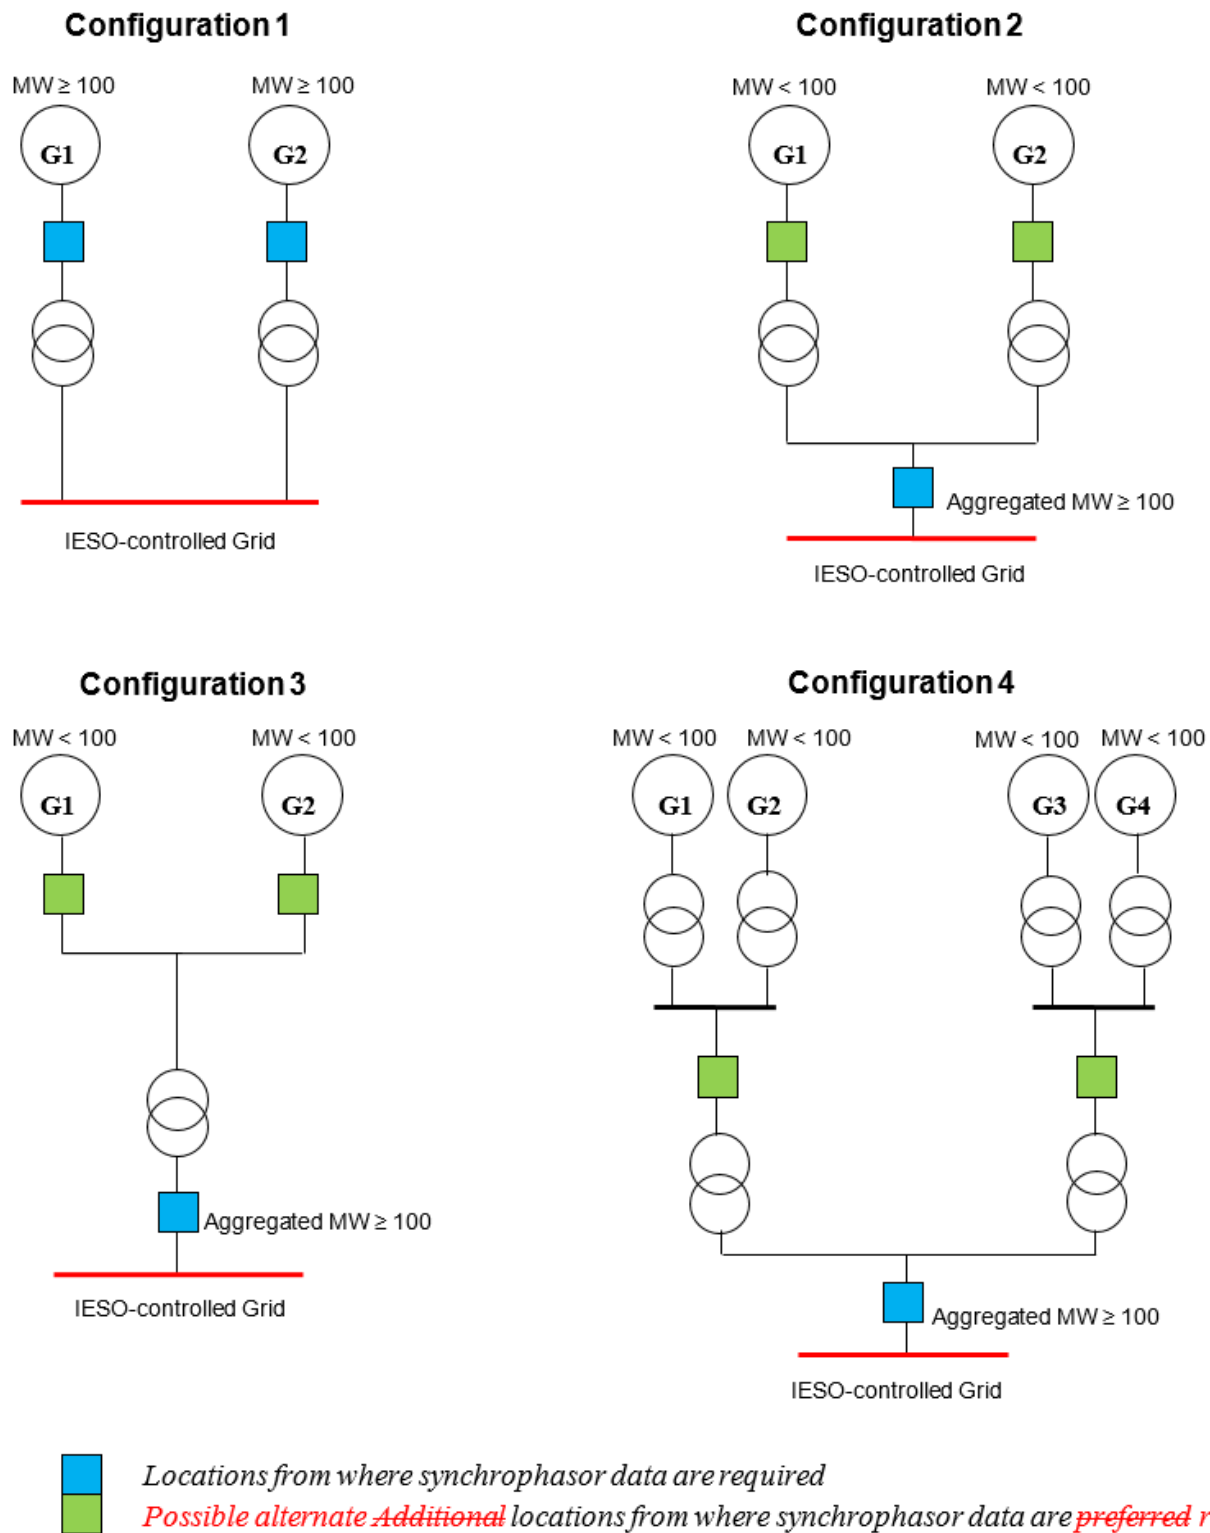 Configuration 1
Configuration 2
MW ≥ 100 MW ≥ 100
MW < 100 MW < 100
G1 G2
G1 G2
Aggregated MW ≥ 100
IESO-controlled Grid
IESO-controlled Grid
Configuration 3
Configuration 4
MW < 100 MW < 100
MW < 100 MW < 100 MW < 100 MW < 100
G1 G2
G1 G2 G3 G4
Aggregated MW ≥ 100
IESO-controlled Grid
Aggregated MW ≥ 100
IESO-controlled Grid
Locations from where synchrophasor data are required
Possible alternate Additional locations from where synchrophasor data are preferred